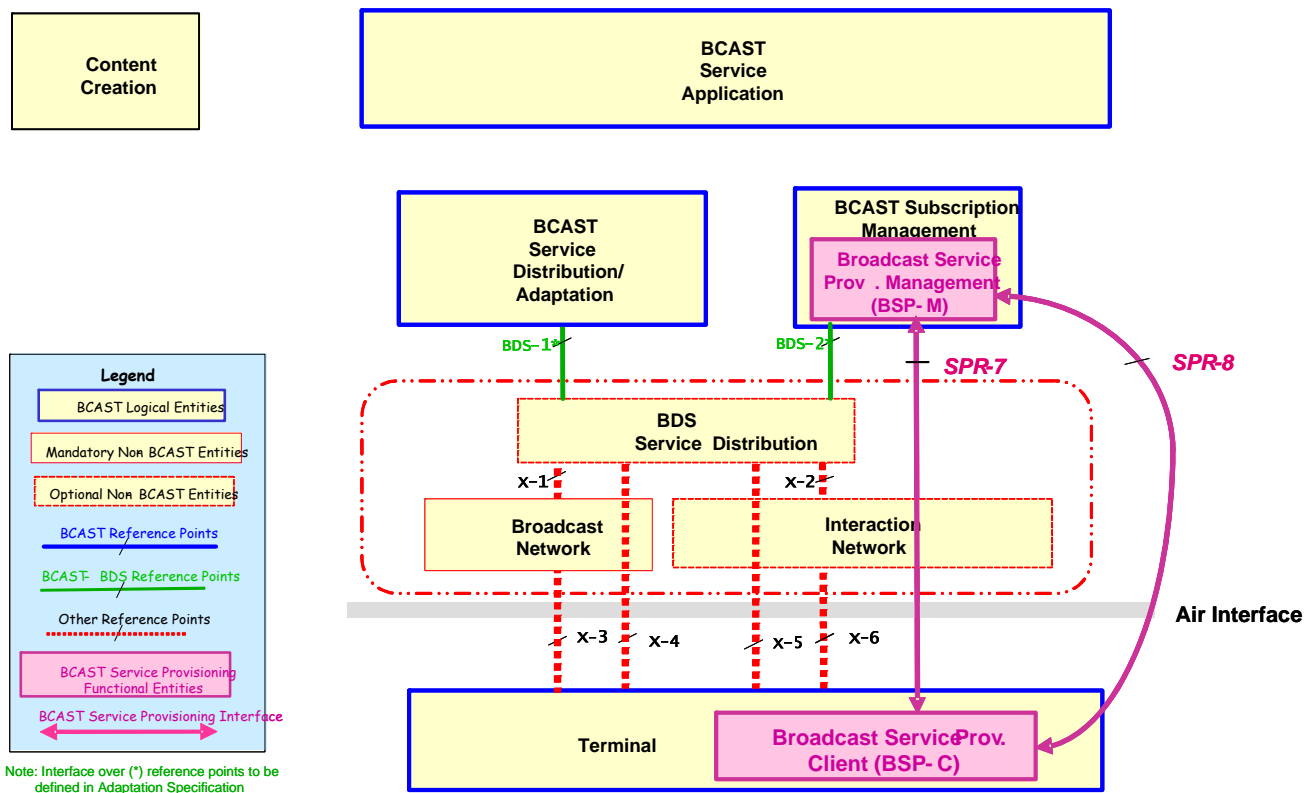 Content
Creation
BCAST
Service
Application
BCAST
Service
Distribution/
Adaptation
BCAST Subscription
Management
Broadcast Service
Prov . Management
(BSP- M)
BDS-1*
BDS-2*
SPR-7
SPR-8
BDS
Service Distribution
X-1
X-2
Broadcast
Network
Interaction
Network
Air Interface
X-3
X-4
X-5
X-6
Terminal
Broadcast Service Prov.
Client (BSP- C)
Legend
BCAST Logical Entities
Mandatory Non BCAST Entities
Optional Non BCAST Entities
BCAST Reference Points
BCAST- BDS Reference Points
Other Reference Points
BCAST Service Provisioning
Functional Entities
BCAST Service Provisioning Interface
Note: Interface over (*) reference points to be
defined in Adaptation Specification